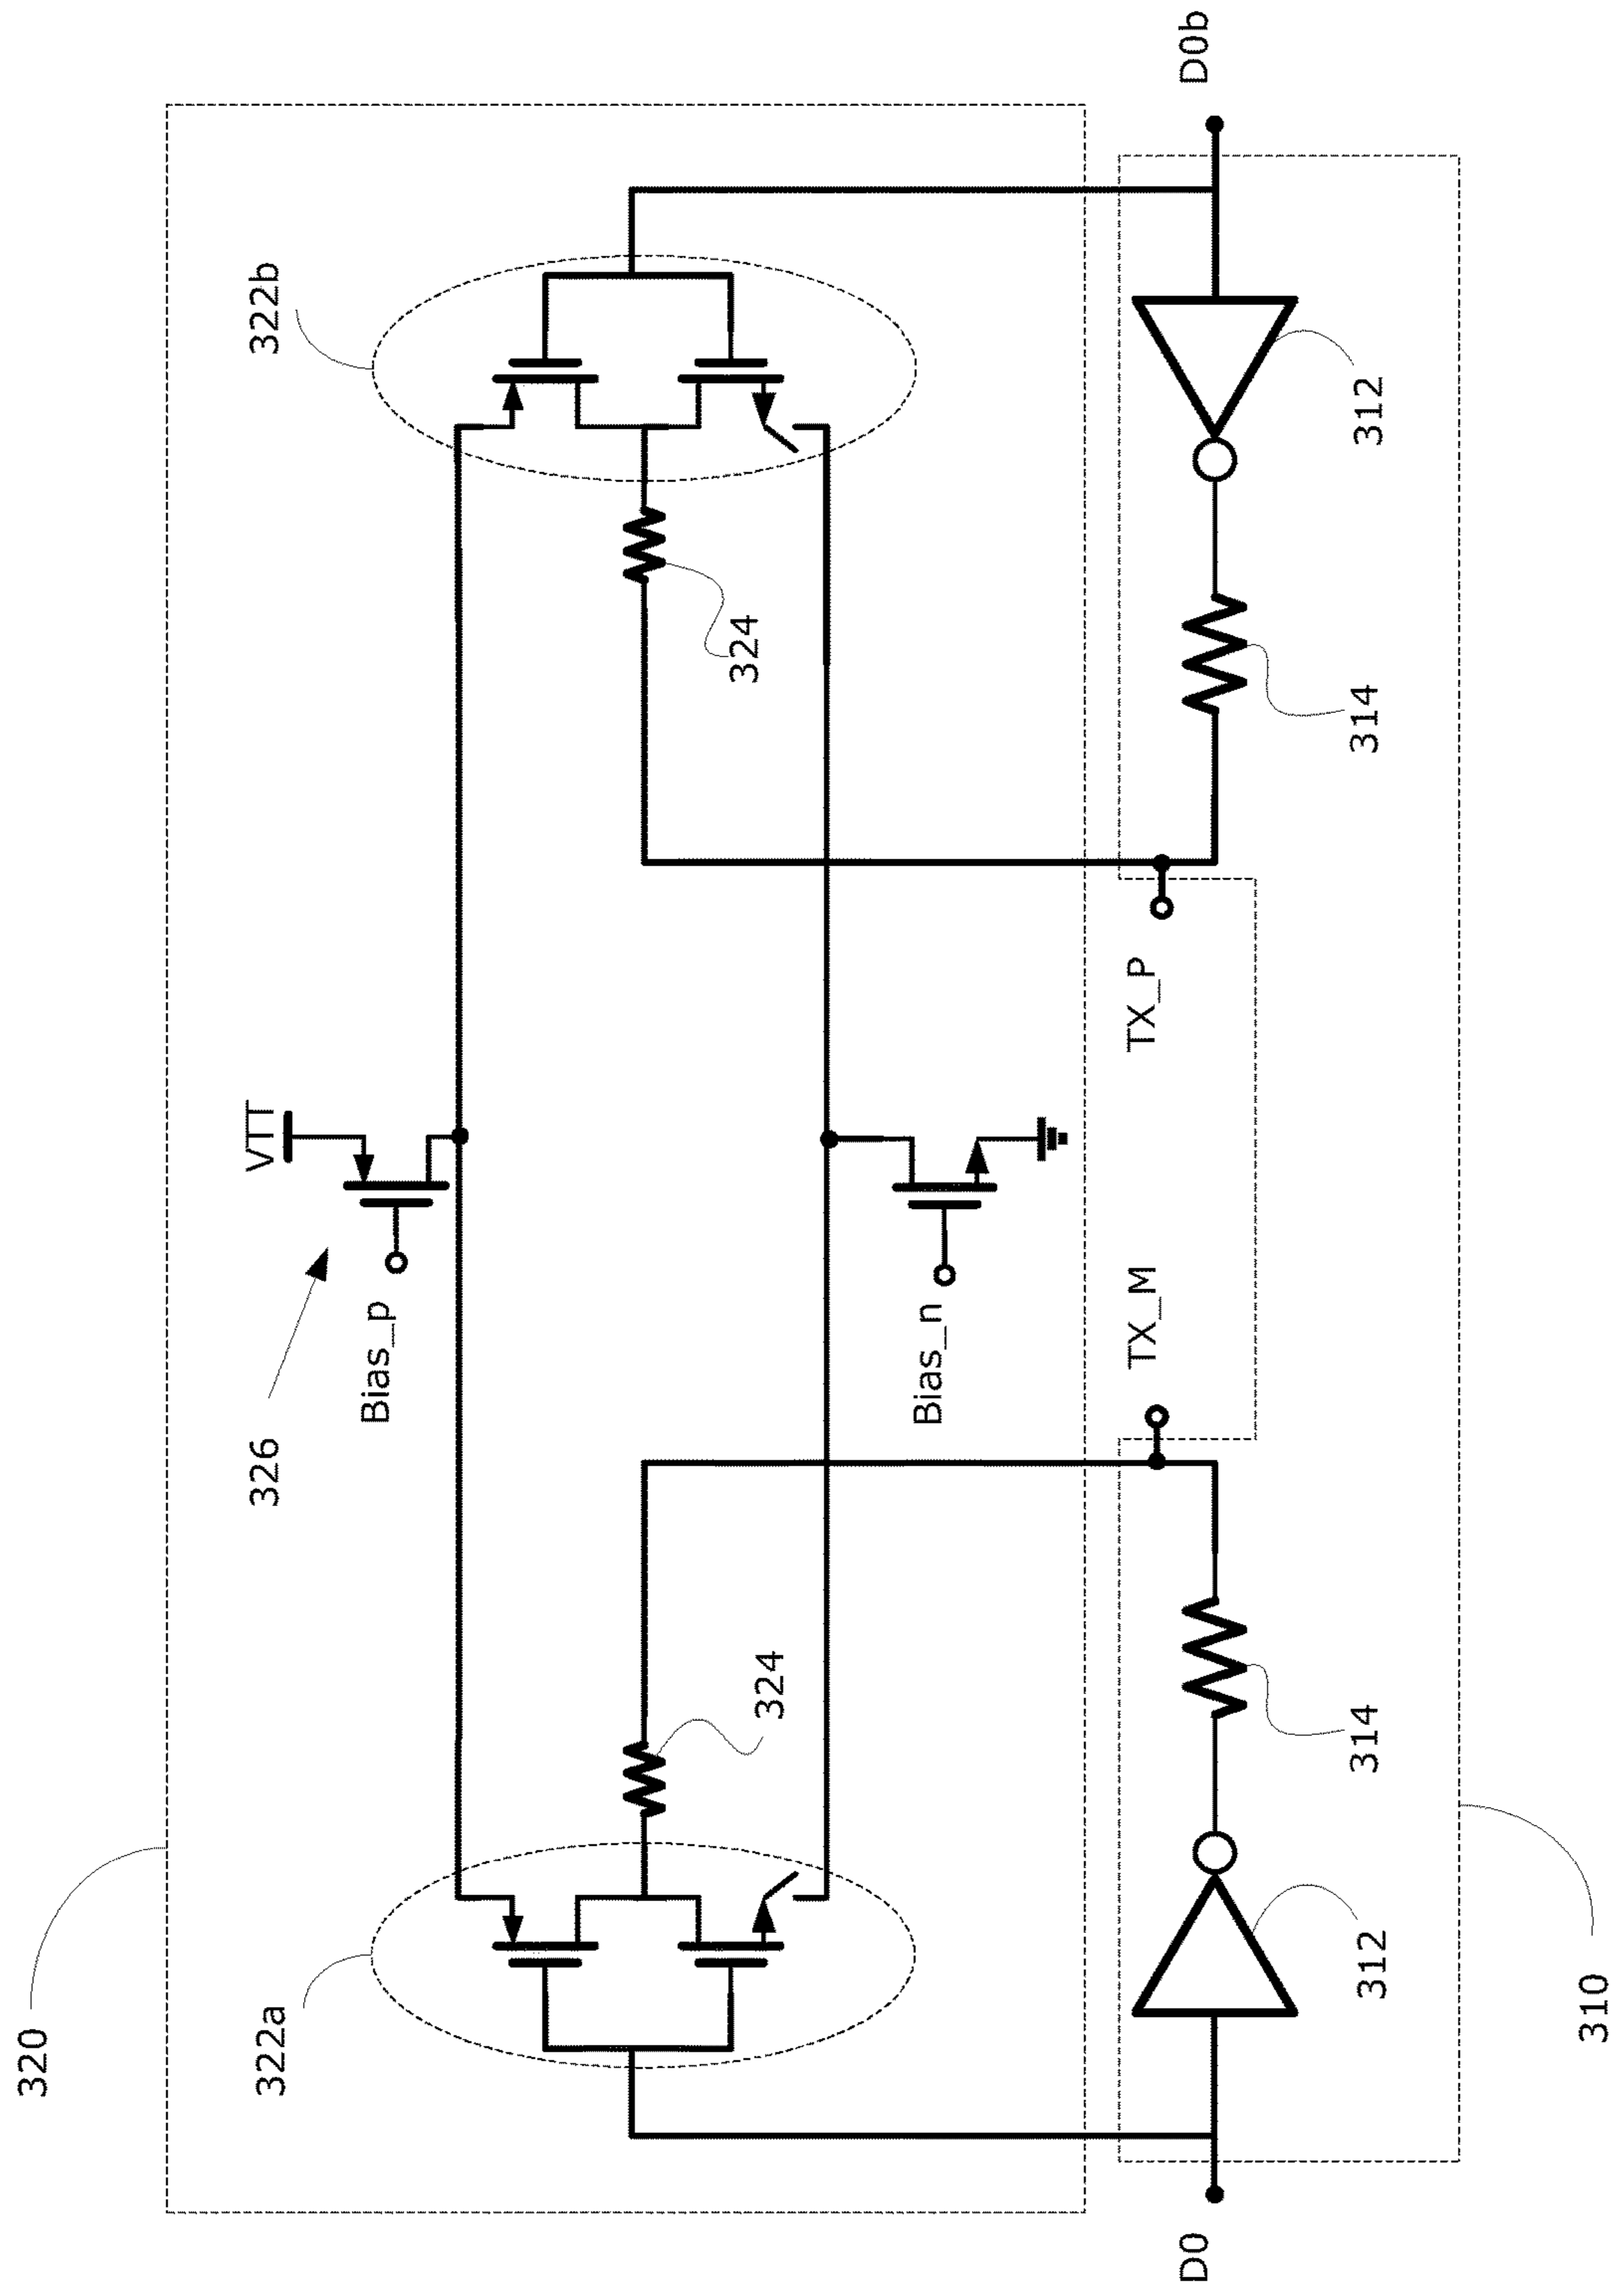 320
322a
326
VTT
322b
Bias_p
324
324
Bias_n
TX_M
TX_P
D0
D0b
312
314
314
312
310